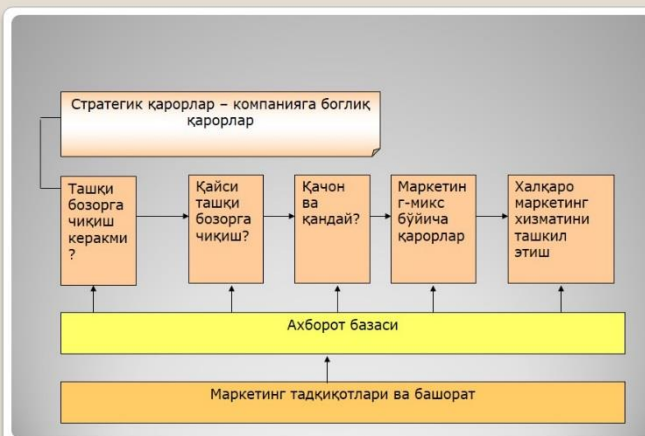 Стратегик қарорлар – компанияга боғлиқ
қарорлар
Ташқи
бозорга
чиқиш
керакми
?
Қайси
ташқи
бозорга
чиқиш?
Қачон
ва
қандай?
Маркетин
г-микс
бўйича
қарорлар
Халқаро
маркетинг
хизматини
ташкил
этиш
Ахборот базаси
Маркетинг тадқиқотлари ва башорат